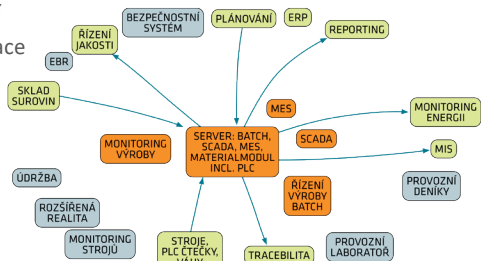 ace
BEZPEČNOSTNÍ
SYSTÉM
PLÁNOVÁNÍ
ERP
REPORTING
ŘÍZENÍ
JAKOSTI
EBR
SKLAD
SUROVIN
MES
MONITORING
ENERGII
SCADA
MONITORING
VÝROBY
SERVER: BATCH,
SCADA, MES,
MATERIALMODUL
INCL. PLC
MIS
ÚDRŽBA
ŘÍZENÍ
VÝROBY
BATCH
PROVOZNÍ
DENÍKY
ROZŠÍŘENÁ
REALITA
MONITORING
STROJŮ
STROJE,
PLC ČTEČKY,
VÁHY
TRACEBILITA
PROVOZNÍ
LABORATOŘ